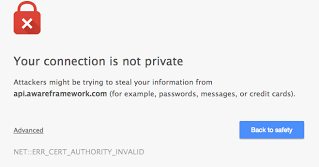 Your connection is not private
Attackers might be trying to steal your information from
api.awareframework.com (for example, passwords, messages, or credit cards).
Advanced
Back to safety
NET::ERR_CERT_AUTHORITY_INVALID